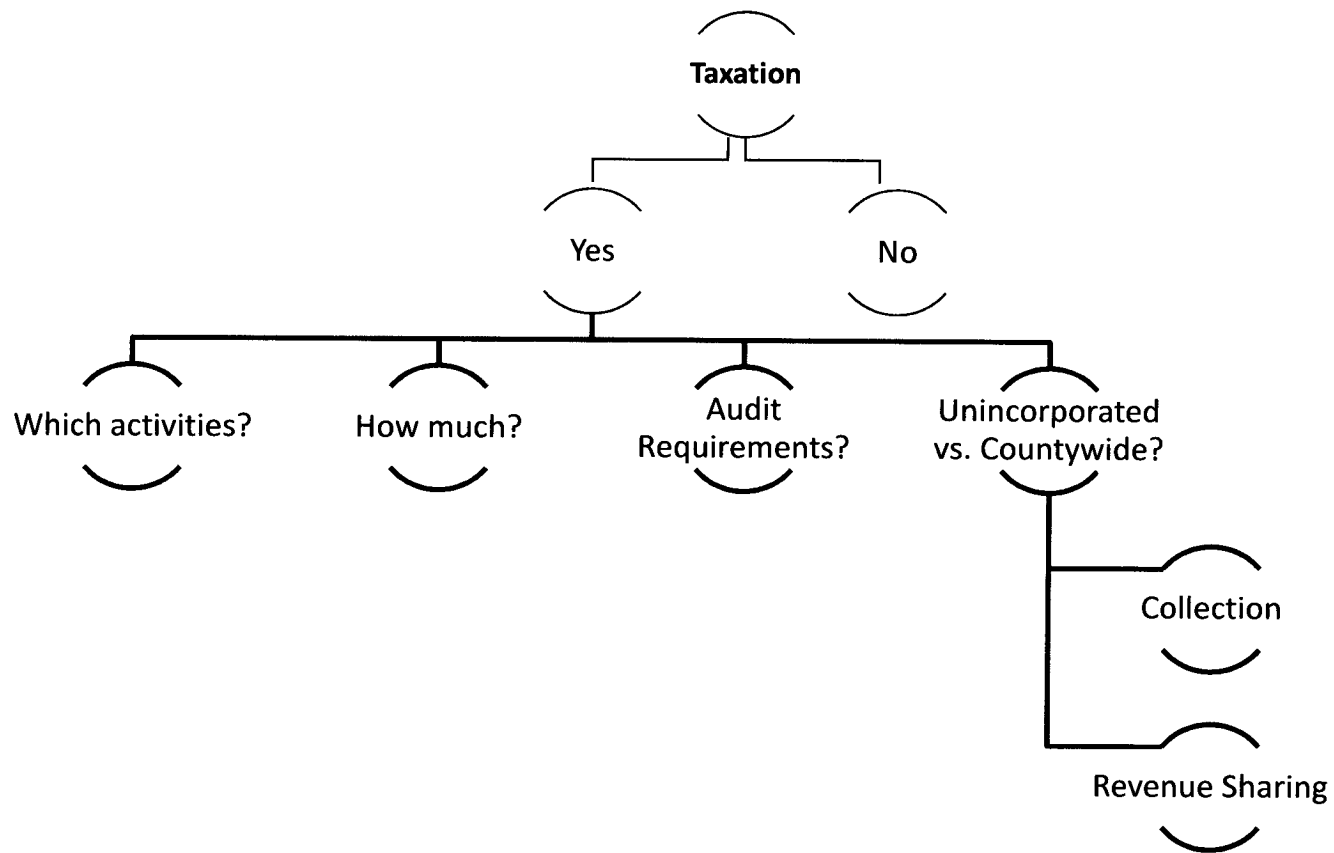 Taxation
Yes
No
Which activities?
How much?
Audit
Requirements?
Unincorporated
vs. Countywide?
Collection
Revenue Sharing